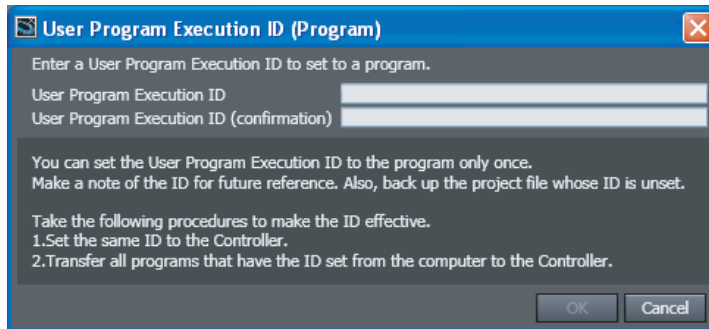 User Program Execution ID (Program)
Enter a User Program Execution ID to set to a program.
User Program Execution ID
User Program Execution ID (confirmation)
You can set the User Program Execution ID to the program only once.
Make a note of the ID for future reference. Also, back up the project file whose ID is unset.
Take the following procedures to make the ID effective.
1.Set the same ID to the Controller.
2.Transfer all programs that have the ID set from the computer to the Controller.
OK Cancel